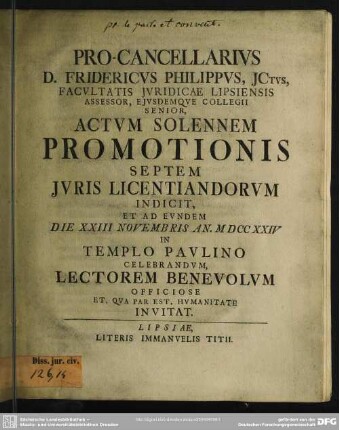 PRO-CANCELLARIVS
D. FRIDERICVS PHILIPPVS, JCTVS,
FACVLTATIS JVRIDICAE LIPSIENSIS
ASSESSOR, EJVSDEMQVE COLLEGII
SENIOR,
ACTVM SOLENNEM
PROMOTIONIS
SEPTEM
JVRIS LICENTIANDORVM
INDICIT,
ET AD EVNDEM
DIE XXIII NOVEMBRIS AN. MDCCXXIV
IN
TEMPLO PAVLINO
CELEBRANDVM,
LECTOREM BENEVOLVM
OFFICIOSE
ET, QVA PAR EST, HVMANITATE
INVITAT.
LIPSIAE,
LITERIS IMMANVELIS TITII.
Diss. jur. civ.